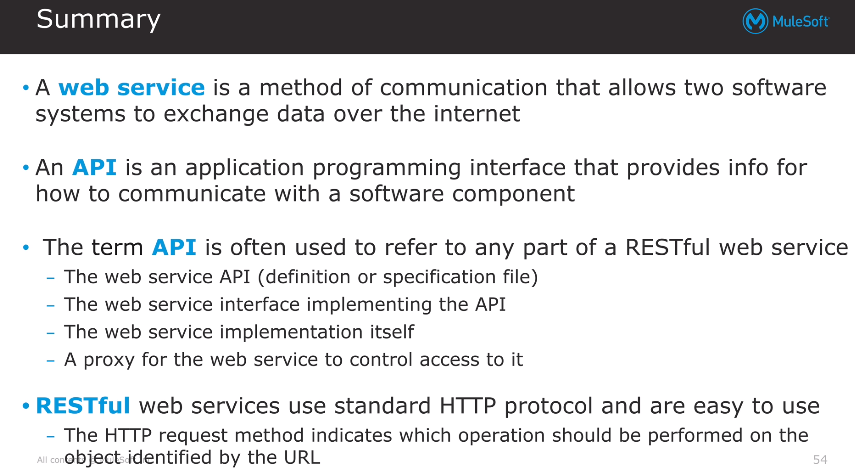 Summary
MuleSoft
• A web service is a method of communication that allows two software
systems to exchange data over the internet
• An API is an application programming interface that provides info for
how to communicate with a software component
• The term API is often used to refer to any part of a RESTful web service
– The web service API (definition or specification file)
– The web service interface implementing the API
– The web service implementation itself
– A proxy for the web service to control access to it
• RESTful web services use standard HTTP protocol and are easy to use
– The HTTP request method indicates which operation should be performed on the
object identified by the URL
All
54